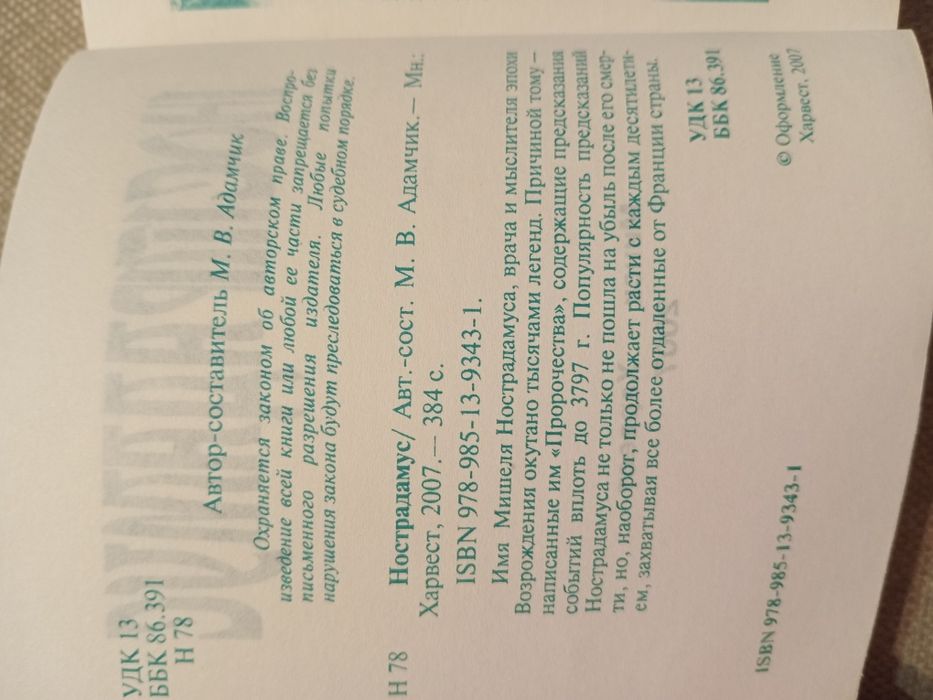 УДК 13
ББК 86.391
Н 78
Автор-составитель М. В. Адамчик
Охраняется законом об авторском праве. Воспро-
изведение всей книги или любой ее части запрещается без
письменного разрешения издателя. Любые попытки
нарушения закона будут преследоваться в судебном порядке.
Нострадамус/ Авт.-сост. М. В. Адамчик.— Мн.:
Н 78 Харвест, 2007.— 384 с.
ISBN 978-985-13-9343-1.
Имя Мишеля Нострадамуса, врача и мыслителя эпохи
Возрождения окутано тысячами легенд. Причиной тому –
написанные им «Пророчества», содержащие предсказания
событий вплоть до 3797 г. Популярность предсказаний
Нострадамуса не только не пошла на убыль после его смер-
ти, но, наоборот, продолжает расти с каждым десятилети-
ем, захватывая все более отдаленные от Франции страны.
УДК 13
ББК 86.391
© Оформление
Харвест, 2007
ISBN 978-985-13-9343-1